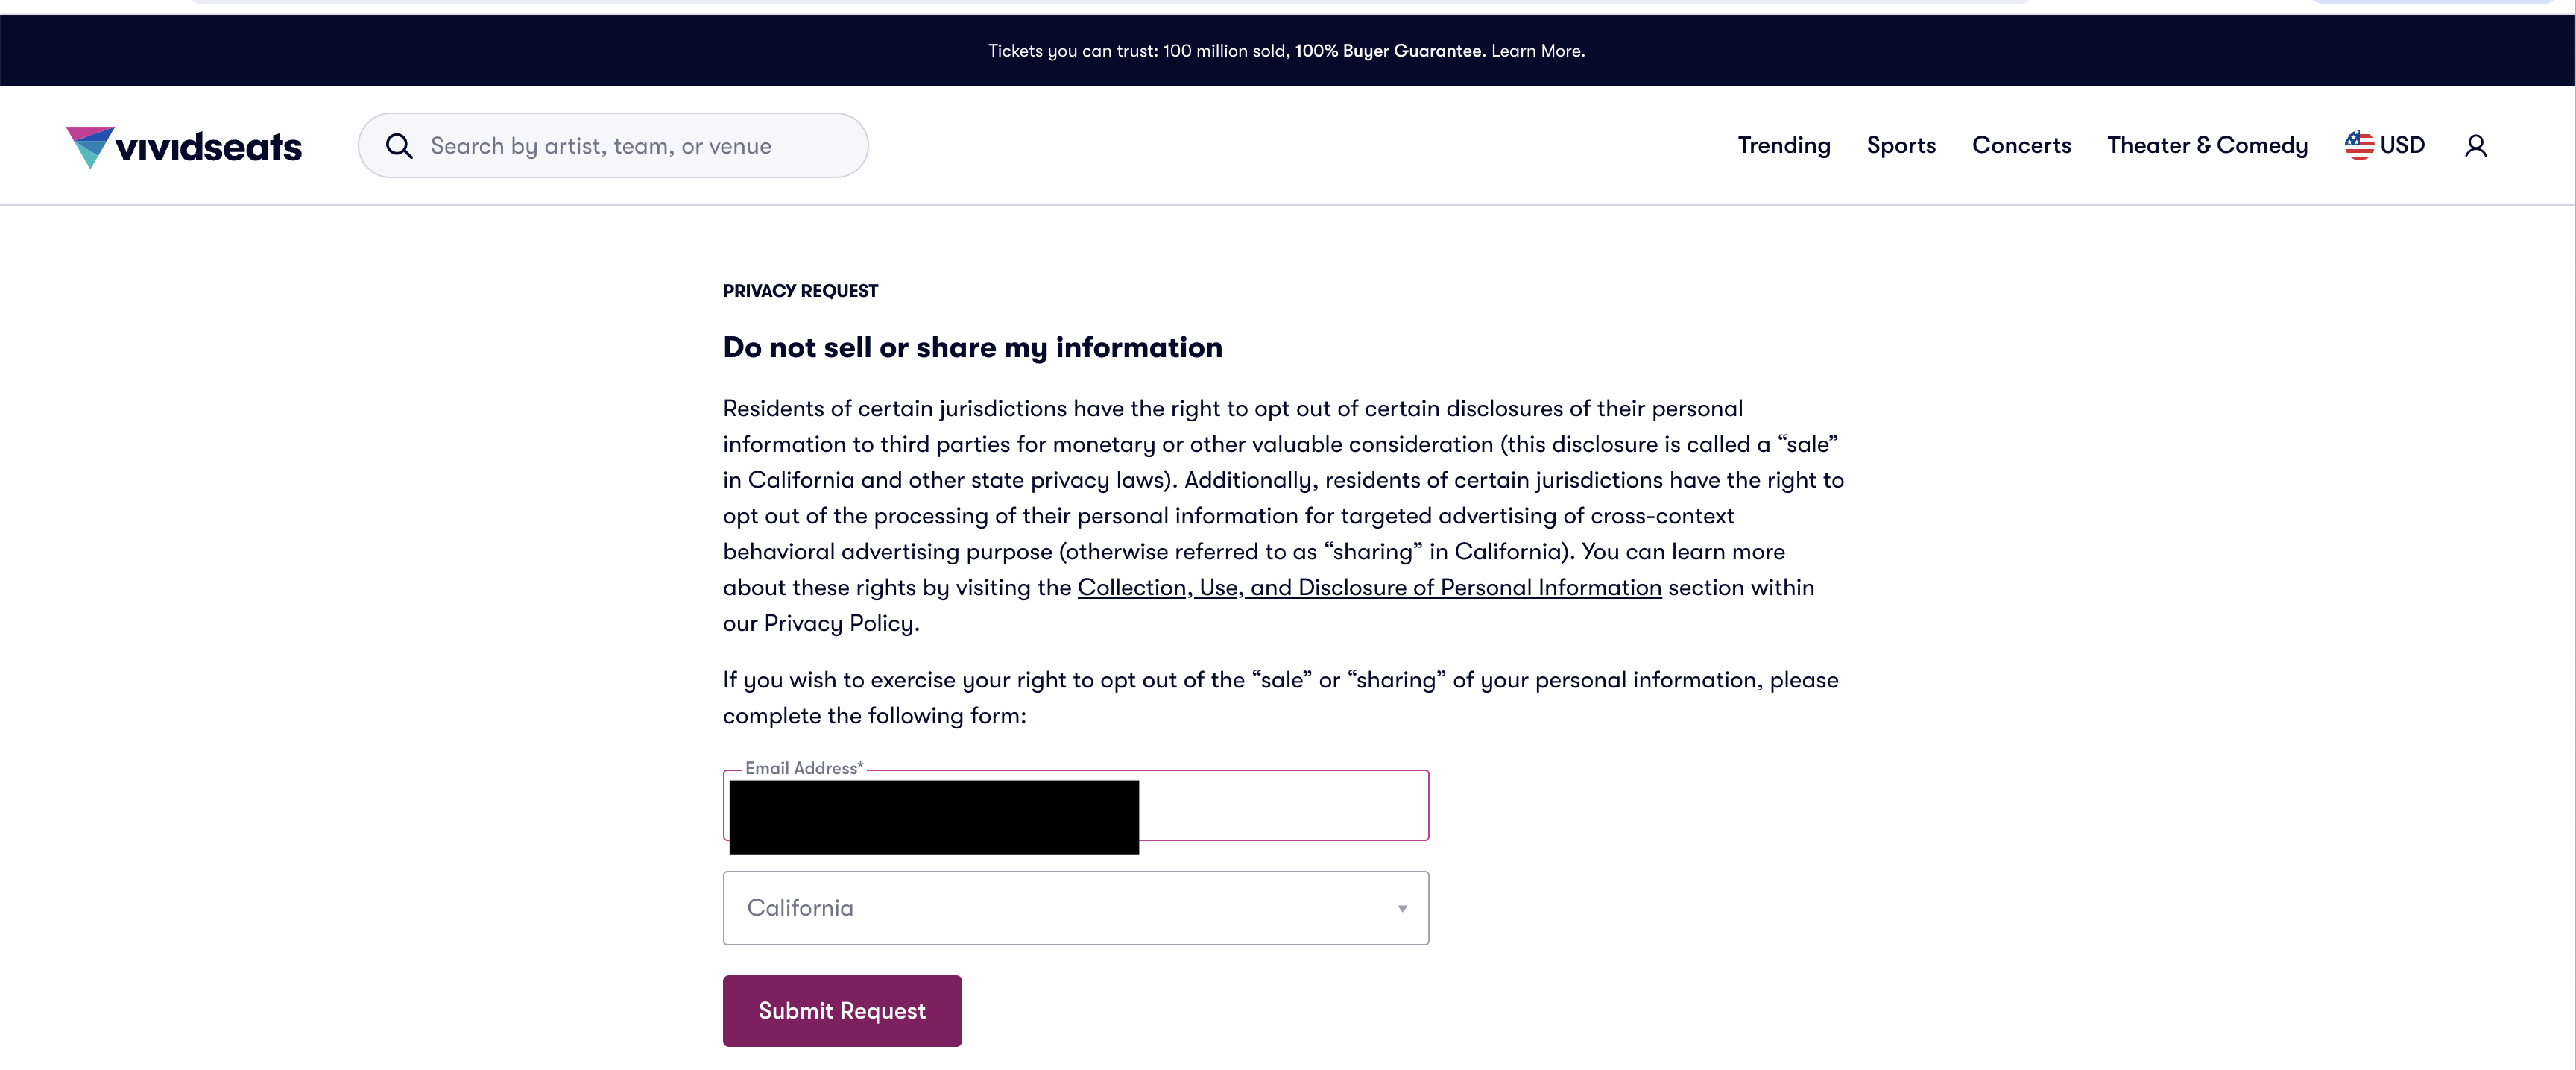 Tickets you can trust: 100 million sold, 100% Buyer Guarantee. Learn More.
vividseats
Search by artist, team, or venue
Trending
Sports
Concerts
Theater & Comedy
USD
PRIVACY REQUEST
Do not sell or share my information
Residents of certain jurisdictions have the right to opt out of certain disclosures of their personal
information to third parties for monetary or other valuable consideration (this disclosure is called a “sale”
in California and other state privacy laws). Additionally, residents of certain jurisdictions have the right to
opt out of the processing of their personal information for targeted advertising of cross-context
behavioral advertising purpose (otherwise referred to as “sharing” in California). You can learn more
about these rights by visiting the Collection, Use, and Disclosure of Personal Information section within
our Privacy Policy.
If you wish to exercise your right to opt out of the “sale” or “sharing” of your personal information, please
complete the following form:
Email Address*
California
Submit Request